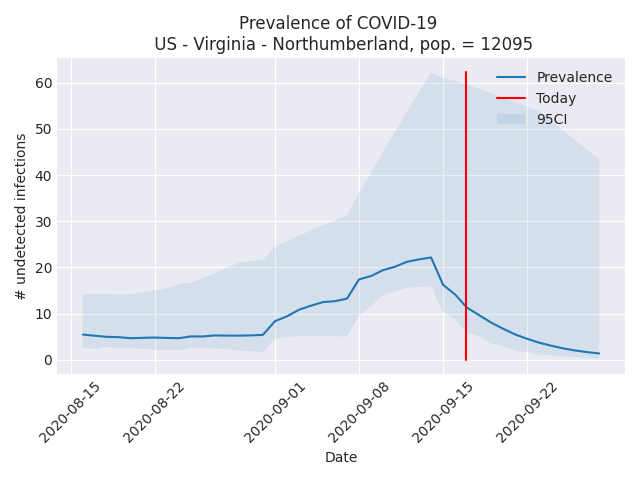 Prevalence of COVID-19
US - Virginia - Northumberland, pop. = 12095
# undetected infections
60
50
40
30
20
10
0
Prevalence
Today
95CI
2020-08-15
2020-08-22
2020-09-01
2020-09-08
2020-09-15
2020-09-22
Date